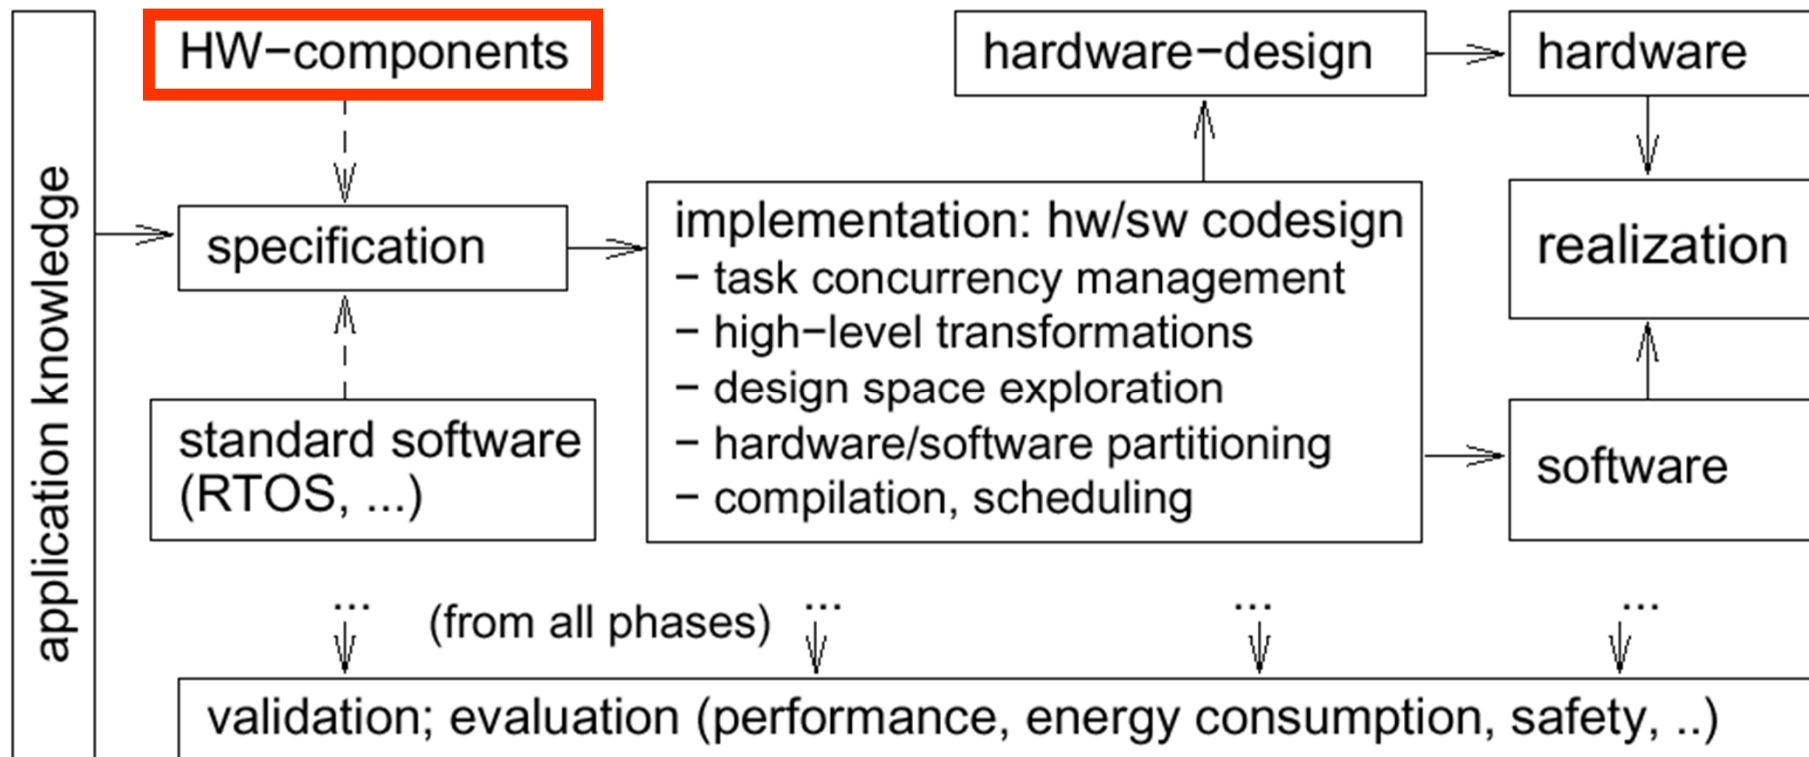 application knowledge
HW−components
hardware−design
hardware
specification
implementation: hw/sw codesign
− task concurrency management
− high−level transformations
− design space exploration
− hardware/software partitioning
− compilation, scheduling
realization
standard software
(RTOS, ...)
software
... (from all phases) ... ... ...
validation; evaluation (performance, energy consumption, safety, ..)